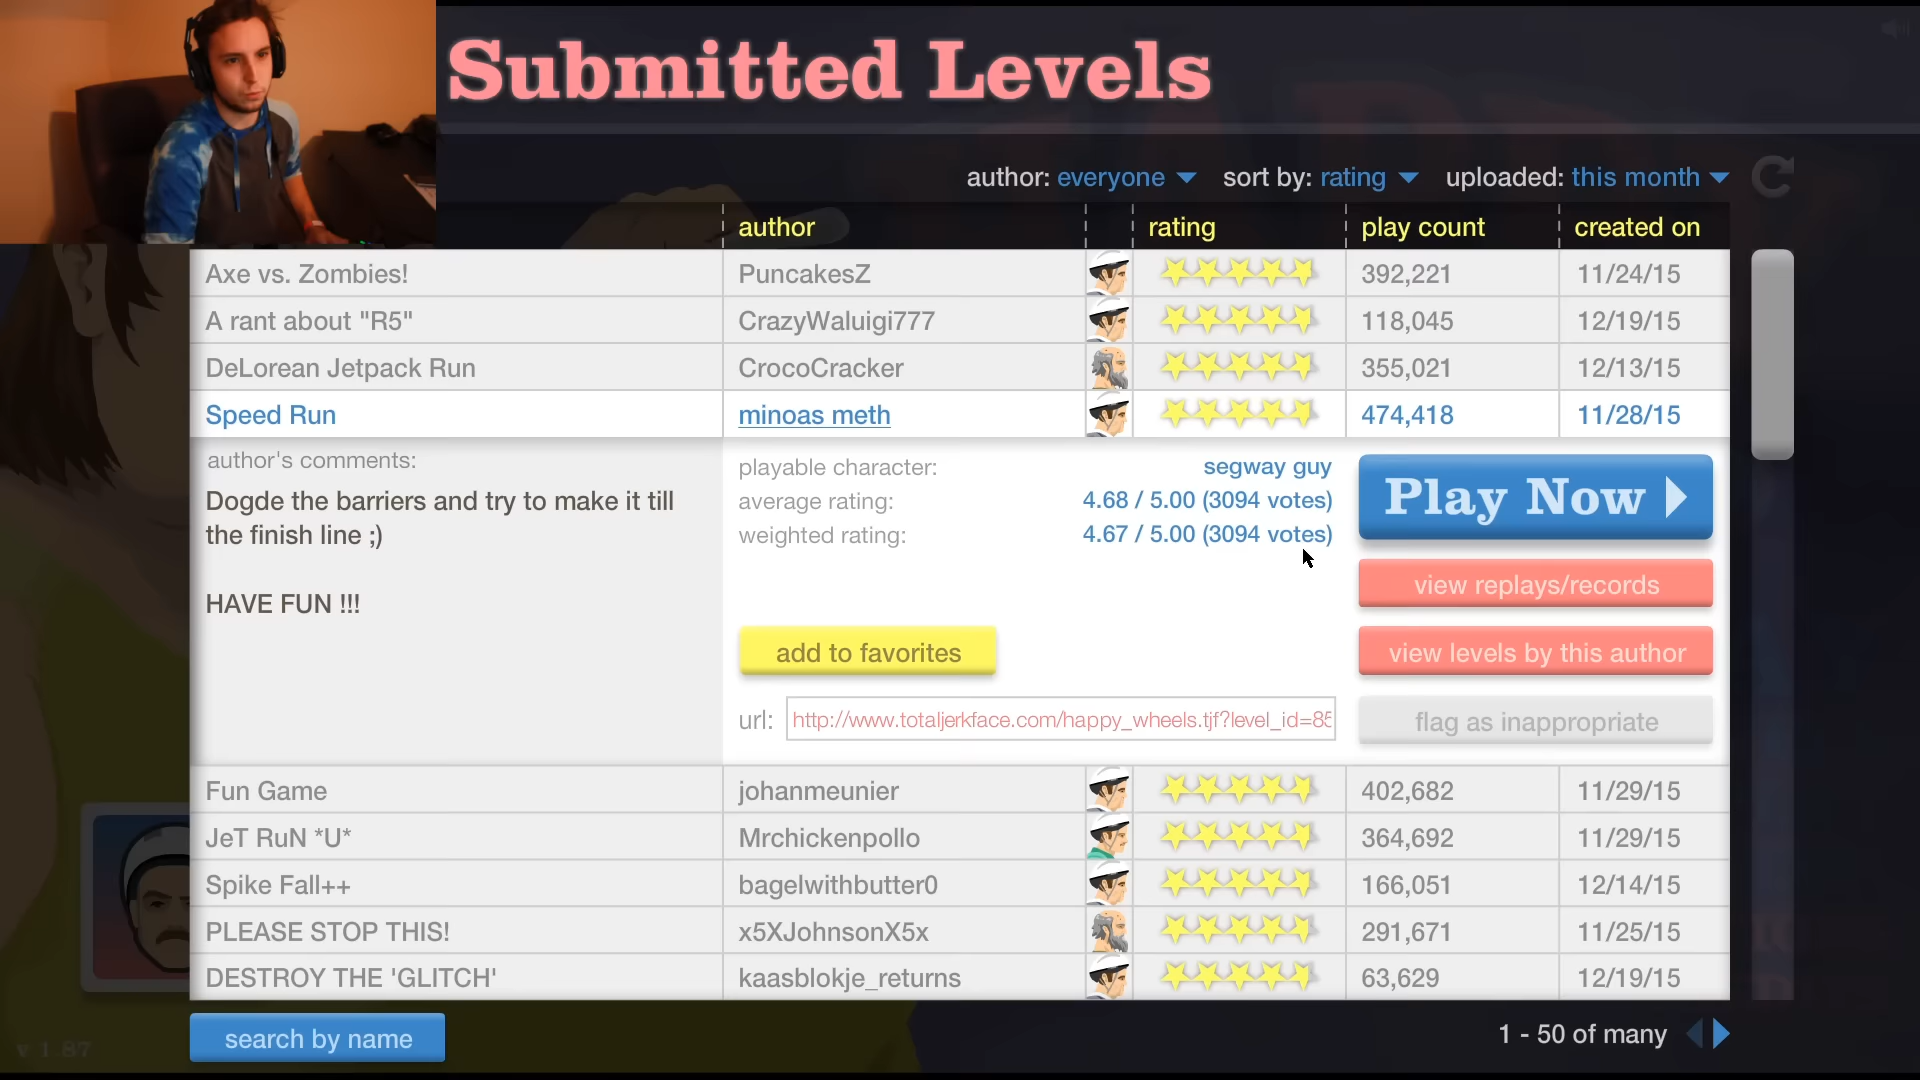 Submitted Levels
author: everyone sort by: rating uploaded: this month
author rating play count created on
Axe vs. Zombies! PuncakesZ 392,221 11/24/15
A rant about "R5" CrazyWaluigi777 118,045 12/19/15
DeLorean Jetpack Run CrocoCracker 355,021 12/13/15
Speed Run minoas meth 474,418 11/28/15
author's comments:
Dogde the barriers and try to make it till
the finish line ;)
HAVE FUN !!!
playable character: segway guy
average rating: 4.68 / 5.00 (3094 votes)
weighted rating: 4.67 / 5.00 (3094 votes)
add to favorites
url: http://www.totaljerkface.com/happy_wheels.tjf?level_id=85
Play Now
view replays/records
view levels by this author
flag as inappropriate
Fun Game johanmeunier 402,682 11/29/15
JeT RuN *U* Mrchickenpollo 364,692 11/29/15
Spike Fall++ bagelwithbutter0 166,051 12/14/15
PLEASE STOP THIS! x5XJohnsonX5x 291,671 11/25/15
DESTROY THE 'GLITCH' kaasblokje_returns 63,629 12/19/15
search by name
1 - 50 of many
v 1.87